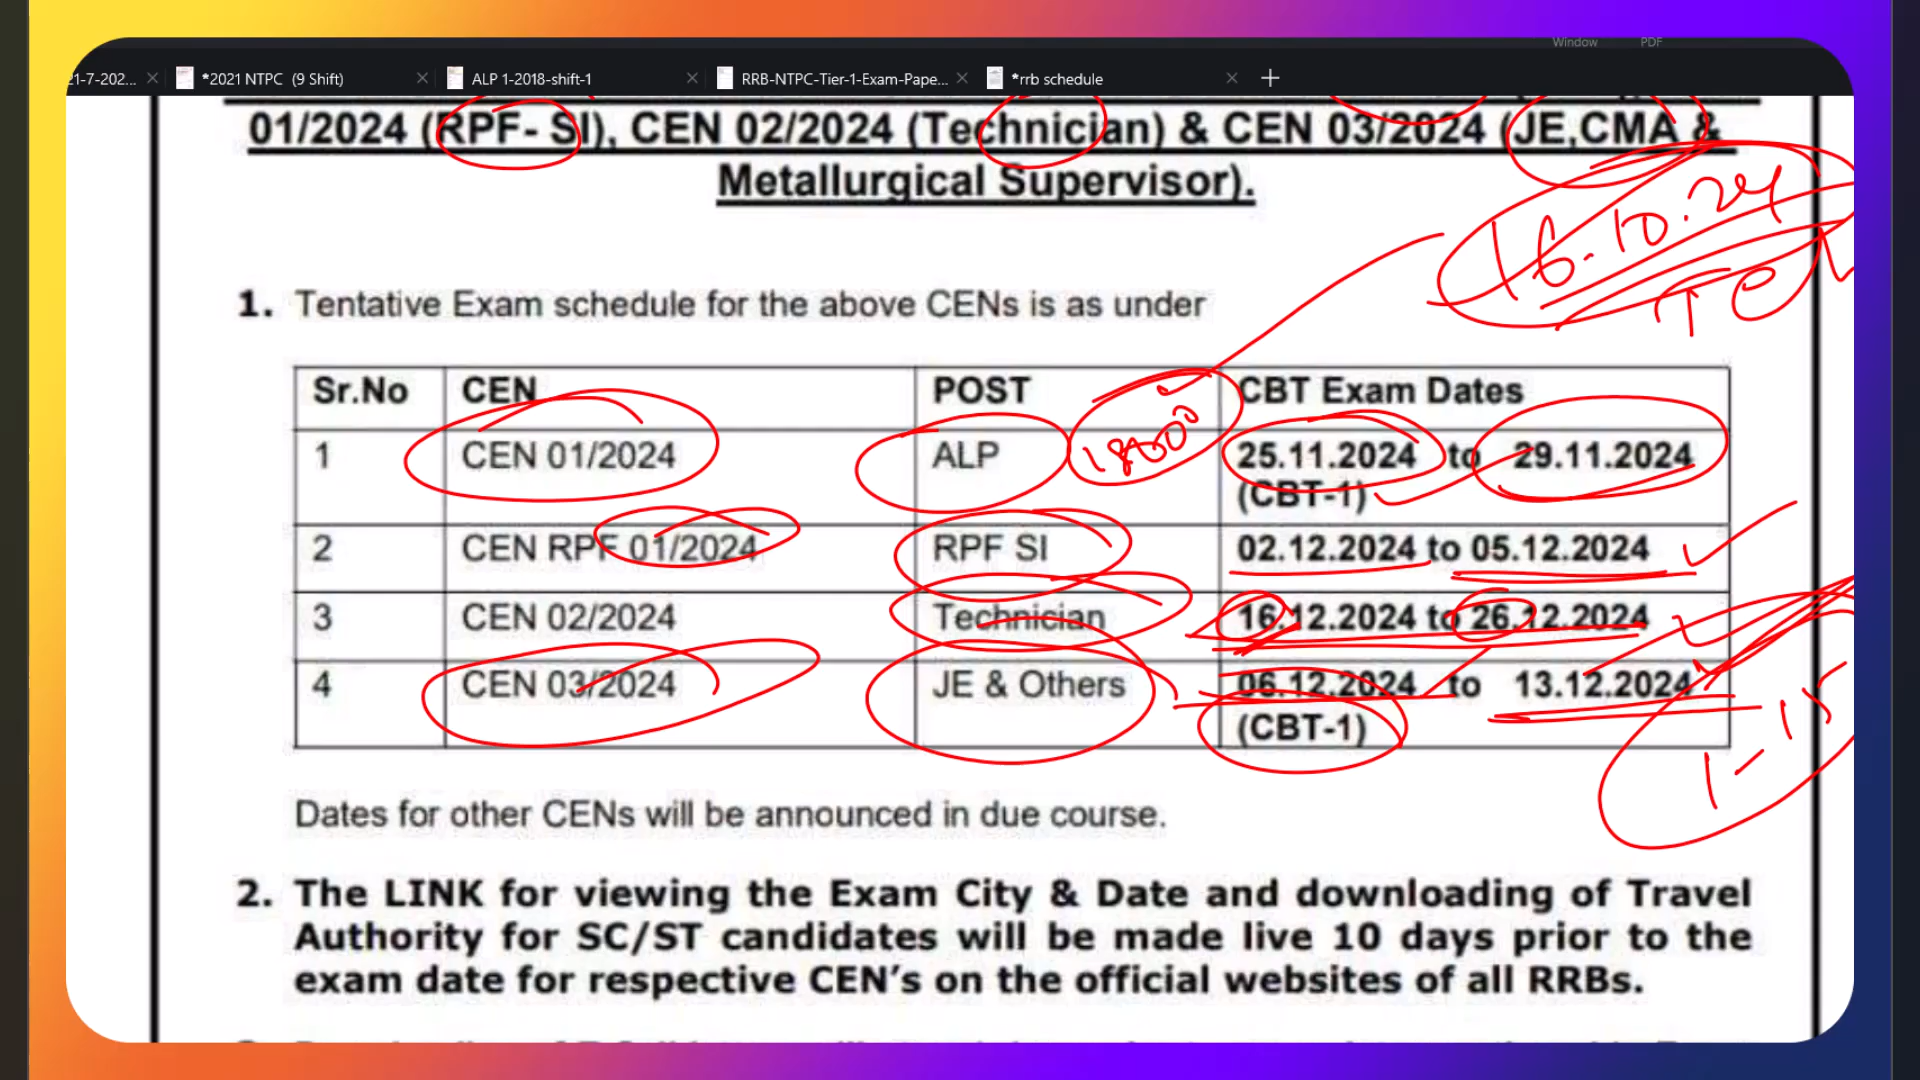 Window PDF
21-7-202... *2021 NTPC (9 Shift) ALP 1-2018-shift-1 RRB-NTPC-Tier-1-Exam-Pape... *rrb schedule
01/2024 (RPF- SI), CEN 02/2024 (Technician) & CEN 03/2024 (JE,CMA &
Metallurgical Supervisor).
16.10.24
1. Tentative Exam schedule for the above CENs is as under
Sr.No CEN POST CBT Exam Dates
1 CEN 01/2024 ALP 18000 25.11.2024 to 29.11.2024
(CBT-1)
2 CEN RPF 01/2024 RPF SI 02.12.2024 to 05.12.2024
3 CEN 02/2024 Technician 16.12.2024 to 26.12.2024
4 CEN 03/2024 JE & Others 06.12.2024 to 13.12.2024
(CBT-1)
1-15
Dates for other CENs will be announced in due course.
2. The LINK for viewing the Exam City & Date and downloading of Travel
Authority for SC/ST candidates will be made live 10 days prior to the
exam date for respective CEN's on the official websites of all RRBs.